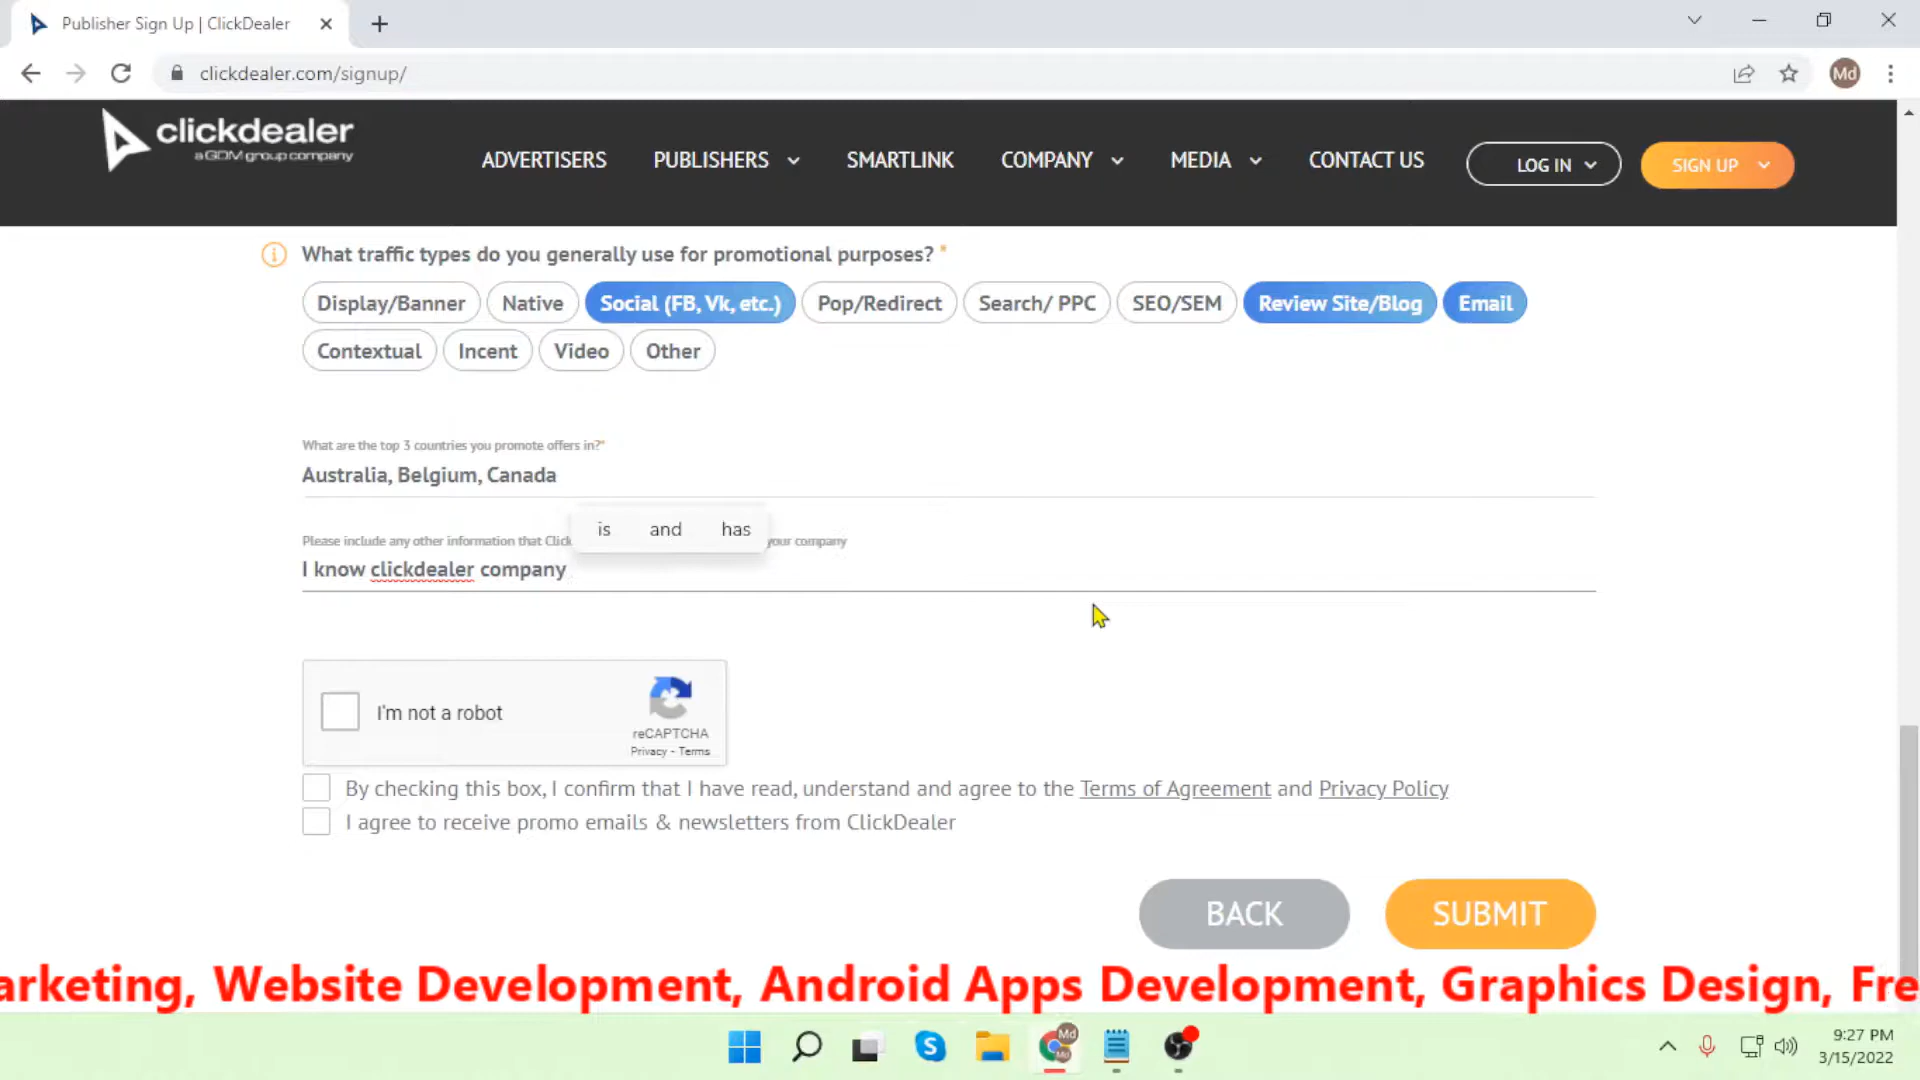 Publisher Sign Up | ClickDealer
clickdealer.com/signup/
Md
clickdealer
a GDM group company
ADVERTISERS
PUBLISHERS
SMARTLINK
COMPANY
MEDIA
CONTACT US
LOG IN
SIGN UP
What traffic types do you generally use for promotional purposes? *
Display/Banner
Native
Social (FB, Vk, etc.)
Pop/Redirect
Search/ PPC
SEO/SEM
Review Site/Blog
Email
Contextual
Incent
Video
Other
What are the top 3 countries you promote offers in?*
Australia, Belgium, Canada
is and has
Please include any other information that Click your company
I know clickdealer company
I'm not a robot
reCAPTCHA
Privacy - Terms
By checking this box, I confirm that I have read, understand and agree to the Terms of Agreement and Privacy Policy
I agree to receive promo emails & newsletters from ClickDealer
BACK
SUBMIT
arketing, Website Development, Android Apps Development, Graphics Design, Fre
9:27 PM
3/15/2022